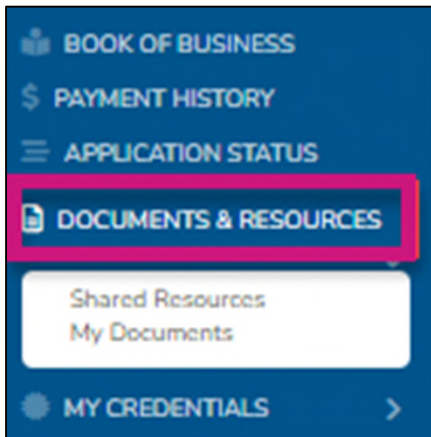 BOOK OF BUSINESS
$ PAYMENT HISTORY
APPLICATION STATUS
DOCUMENTS & RESOURCES
Shared Resources
My Documents
MY CREDENTIALS